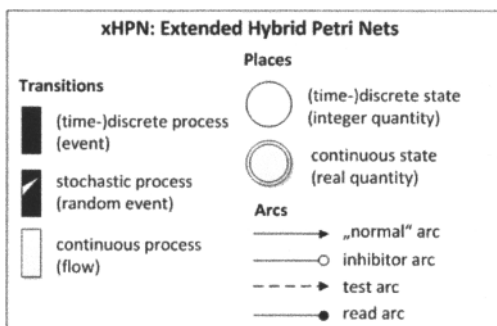 xHPN: Extended Hybrid Petri Nets
Transitions
(time-)discrete process
(event)
stochastic process
(random event)
continuous process
(flow)
Places
(time-)discrete state
(integer quantity)
continuous state
(real quantity)
Arcs
„normal“ arc
inhibitor arc
test arc
read arc